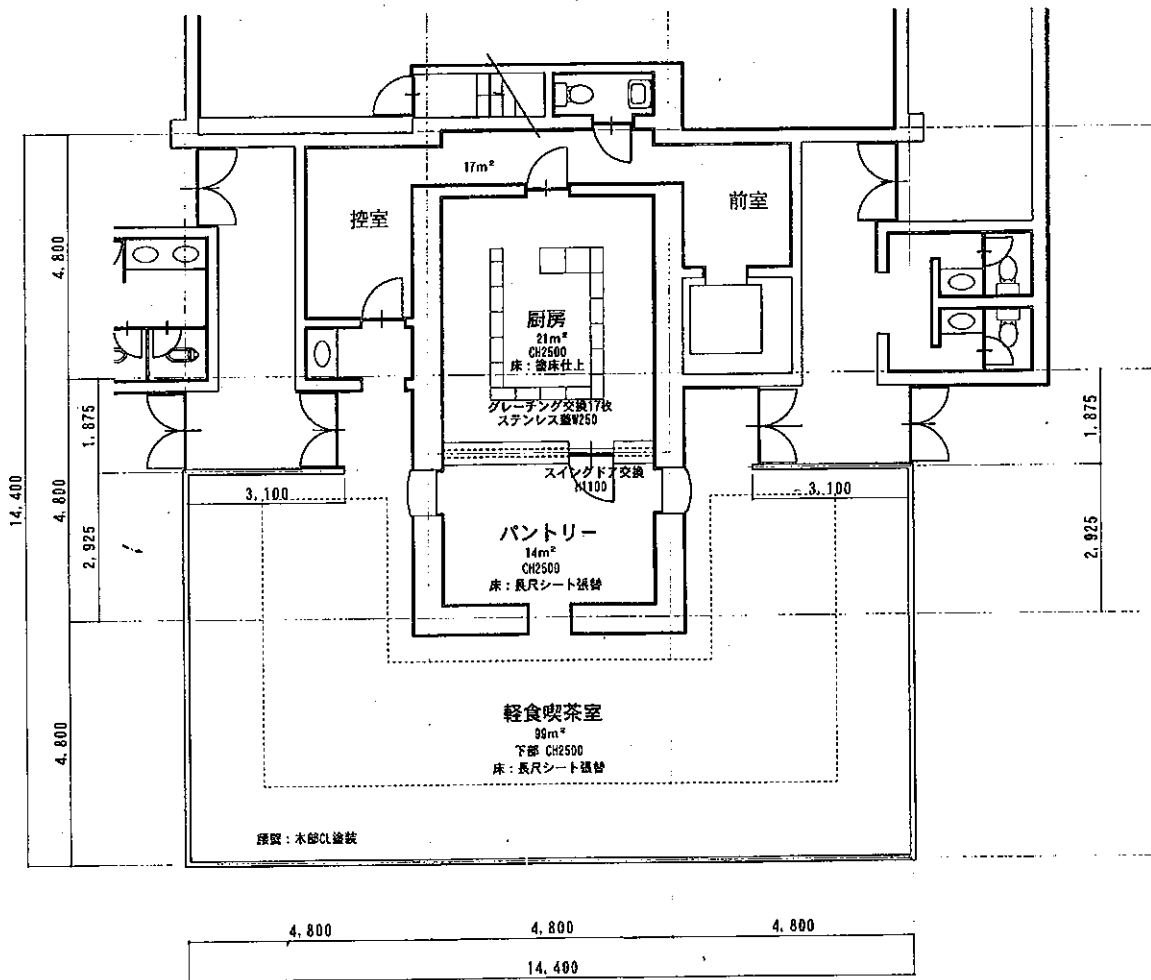 17m²
控室
前室
厨房
21m²
CH2500
床：塗床仕上
グレーチング交換17枚
ステンレス蓋W250
スイングドア交換
H1100
パントリー
14m²
CH2500
床：長尺シート張替
軽食喫茶室
99m²
下部 CH2500
床：長尺シート張替
腰壁：木部CL塗装
14,400
4,800
4,800
4,800
1,875
2,925
3,100
3,100
1,875
2,925
4,800
4,800
4,800
14,400